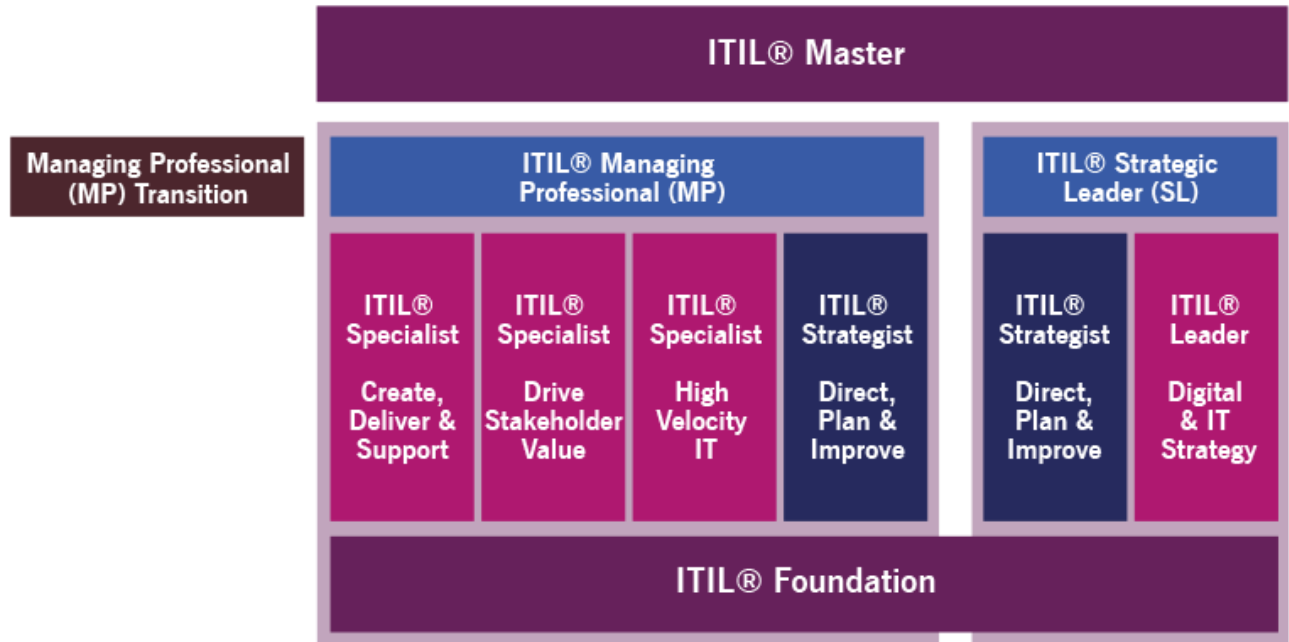 ITIL® Master
Managing Professional
(MP) Transition
ITIL® Managing
Professional (MP)
ITIL® Strategic
Leader (SL)
ITIL®
Specialist
Create,
Deliver &
Support
ITIL®
Specialist
Drive
Stakeholder
Value
ITIL®
Specialist
High
Velocity
IT
ITIL®
Strategist
Direct,
Plan &
Improve
ITIL®
Strategist
Direct,
Plan &
Improve
ITIL®
Leader
Digital
& IT
Strategy
ITIL® Foundation